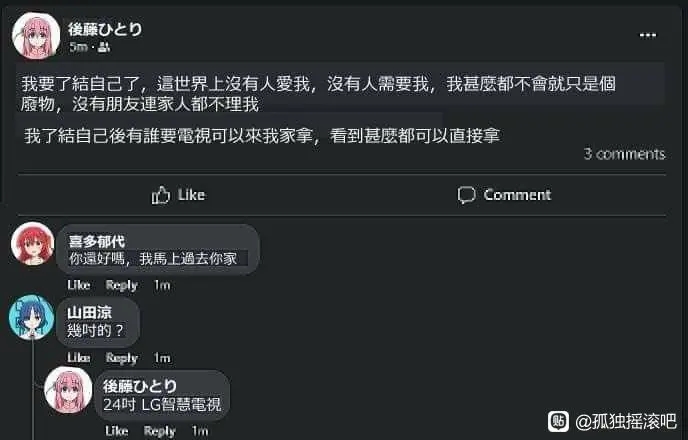 後藤ひとり
5m
我要了結自己了，這世界上沒有人愛我，沒有人需要我，我甚麼都不會就只是個
廢物，沒有朋友連家人都不理我
我了結自己後有誰要電視可以來我家拿，看到甚麼都可以直接拿
3 comments
Like Comment
喜多郁代
你還好嗎，我馬上過去你家
Like Reply 1m
山田涼
幾吋的？
Like Reply 1m
後藤ひとり
24吋 LG智慧電視
Like Reply 1m
貼 @孤独摇滚吧